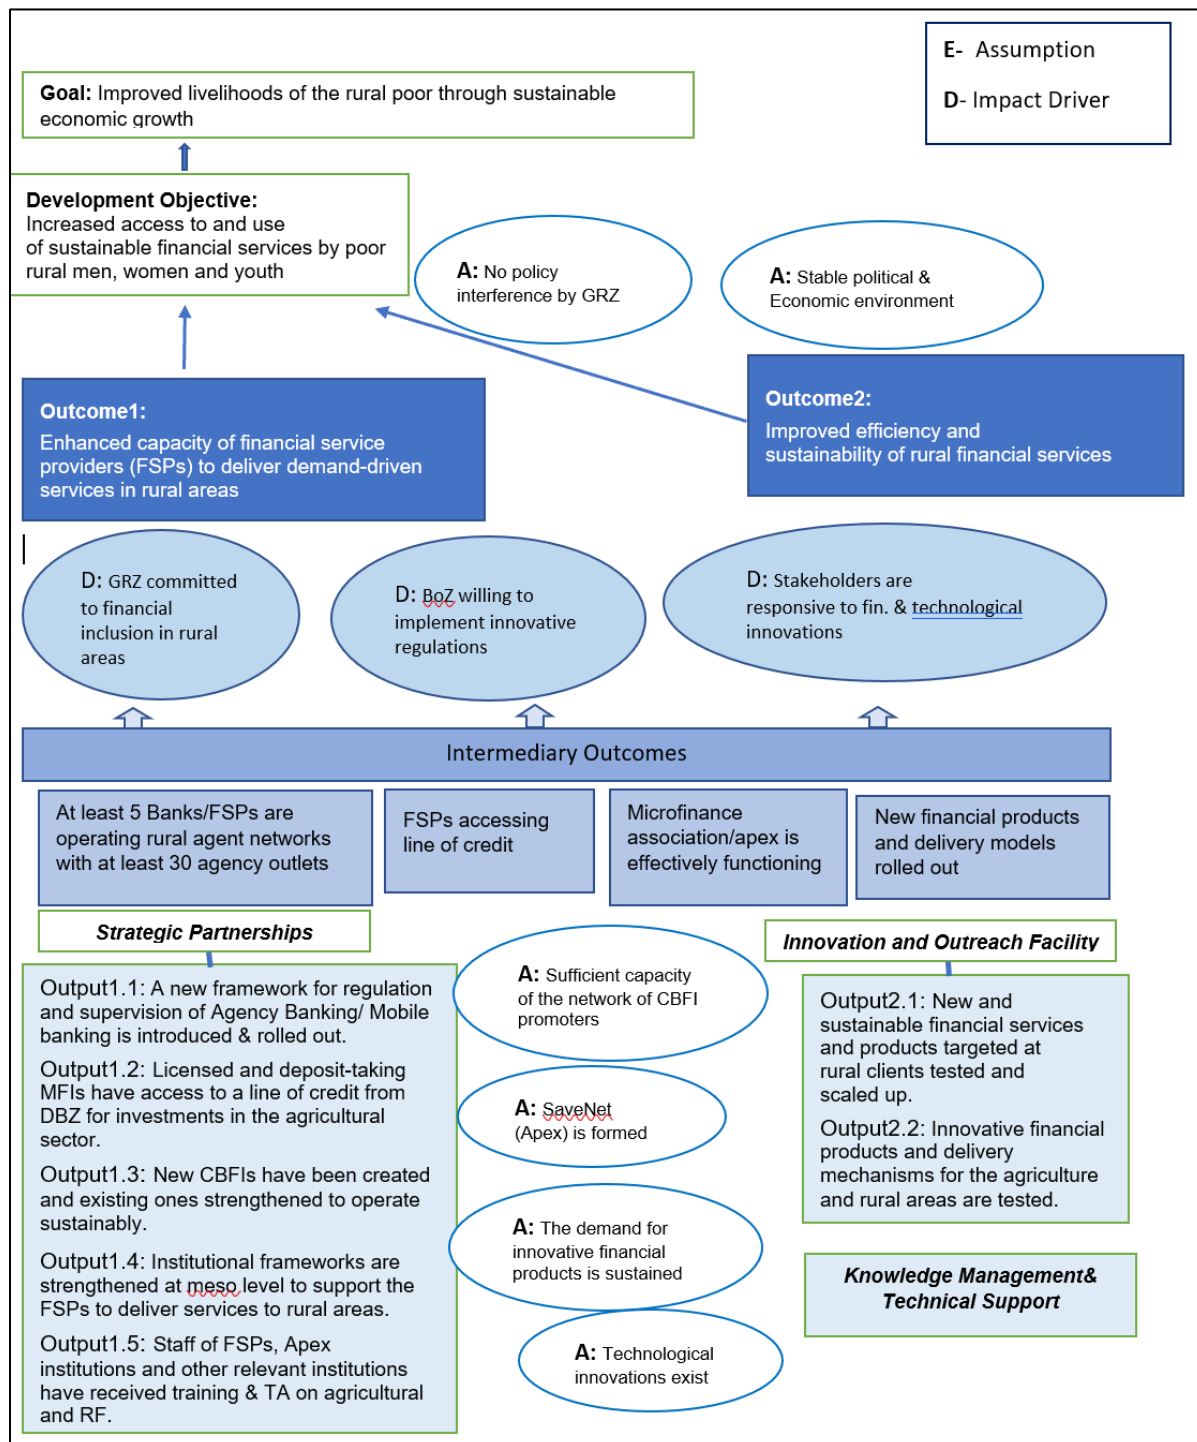 E- Assumption
D- Impact Driver
Goal: Improved livelihoods of the rural poor through sustainable
economic growth
Development Objective:
Increased access to and use
of sustainable financial services by poor
rural men, women and youth
A: No policy
interference by GRZ
A: Stable political &
Economic environment
Outcome1:
Enhanced capacity of financial service
providers (FSPs) to deliver demand-driven
services in rural areas
Outcome2:
Improved efficiency and
sustainability of rural financial services
D: GRZ committed
to financial
inclusion in rural
areas
D: BoZ willing to
implement innovative
regulations
D: Stakeholders are
responsive to fin. & technological
innovations
Intermediary Outcomes
At least 5 Banks/FSPs are
operating rural agent networks
with at least 30 agency outlets
FSPs accessing
line of credit
Microfinance
association/apex is
effectively functioning
New financial products
and delivery models
rolled out
Strategic Partnerships
Output1.1: A new framework for regulation
and supervision of Agency Banking/ Mobile
banking is introduced & rolled out.
Output1.2: Licensed and deposit-taking
MFIs have access to a line of credit from
DBZ for investments in the agricultural
sector.
Output1.3: New CBFIs have been created
and existing ones strengthened to operate
sustainably.
Output1.4: Institutional frameworks are
strengthened at meso level to support the
FSPs to deliver services to rural areas.
Output1.5: Staff of FSPs, Apex
institutions and other relevant institutions
have received training & TA on agricultural
and RF.
A: Sufficient capacity
of the network of CBFI
promoters
A: SaveNet
(Apex) is formed
A: The demand for
innovative financial
products is sustained
A: Technological
innovations exist
Innovation and Outreach Facility
Output2.1: New and
sustainable financial services
and products targeted at
rural clients tested and
scaled up.
Output2.2: Innovative financial
products and delivery
mechanisms for the agriculture
and rural areas are tested.
Knowledge Management&
Technical Support